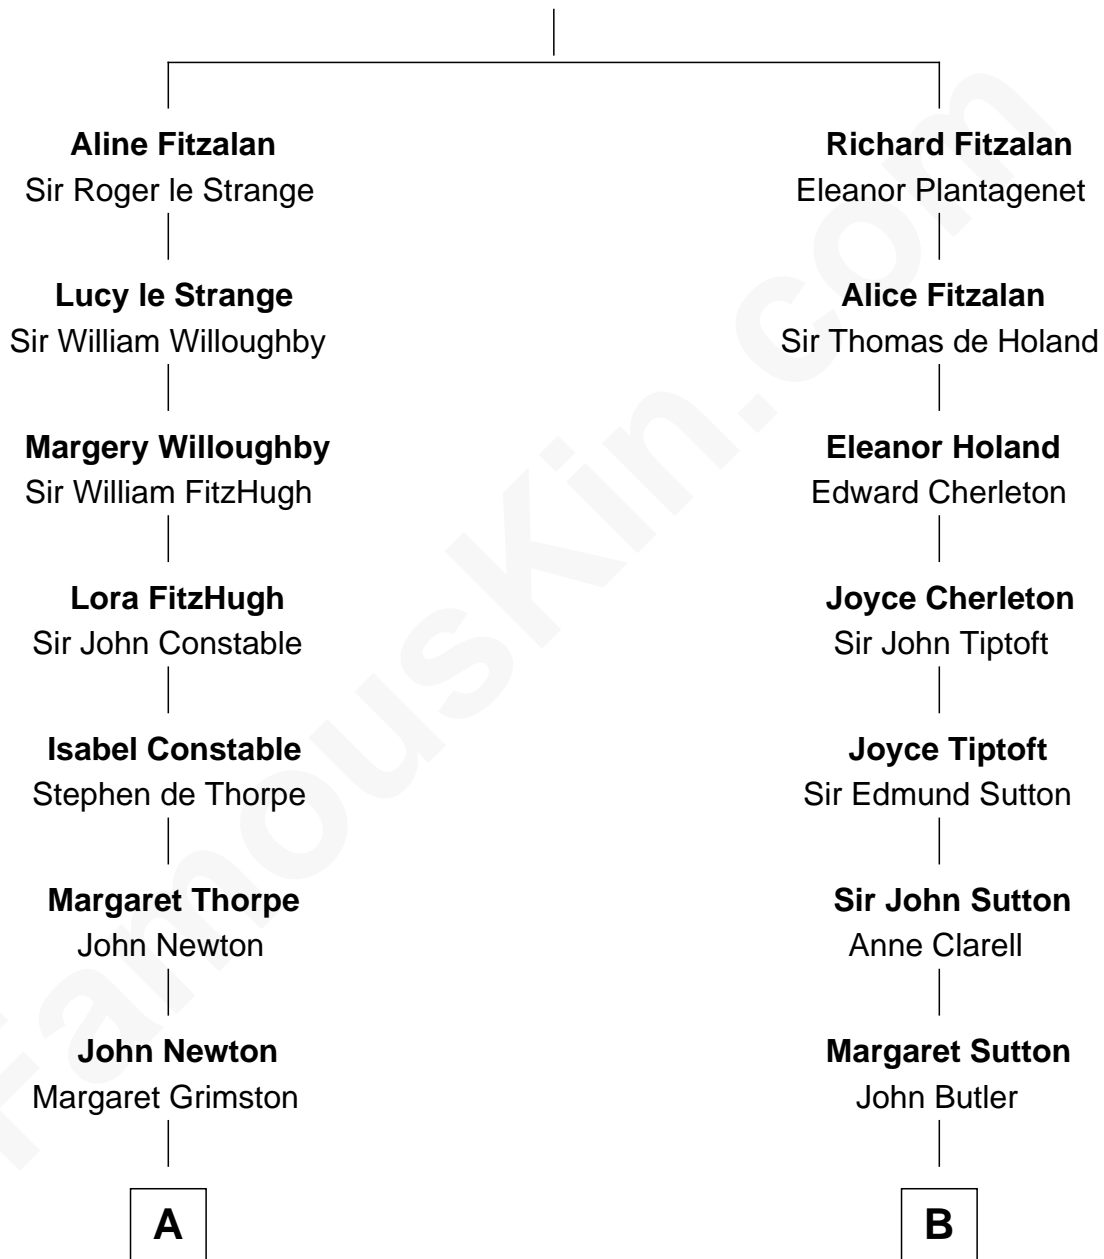 Aline Fitzalan
Sir Roger le Strange
Lucy le Strange
Sir William Willoughby
Margery Willoughby
Sir William FitzHugh
Lora FitzHugh
Sir John Constable
Isabel Constable
Stephen de Thorpe
Margaret Thorpe
John Newton
John Newton
Margaret Grimston
A
Richard Fitzalan
Eleanor Plantagenet
Alice Fitzalan
Sir Thomas de Holand
Eleanor Holand
Edward Cherleton
Joyce Cherleton
Sir John Tiptoft
Joyce Tiptoft
Sir Edmund Sutton
Sir John Sutton
Anne Clarell
Margaret Sutton
John Butler
B
FamousKin.com